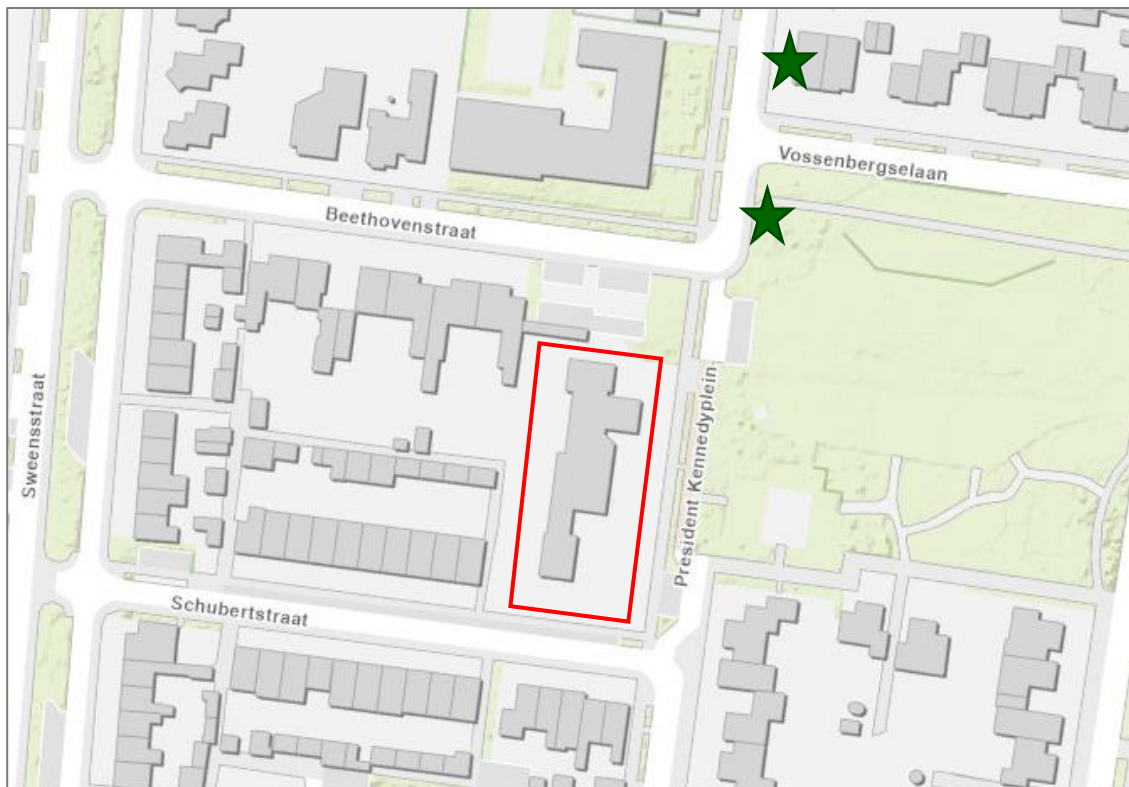 Vossenbergselaan
Beethovenstraat
Sweensstraat
President Kennedyplein
Schubertstraat